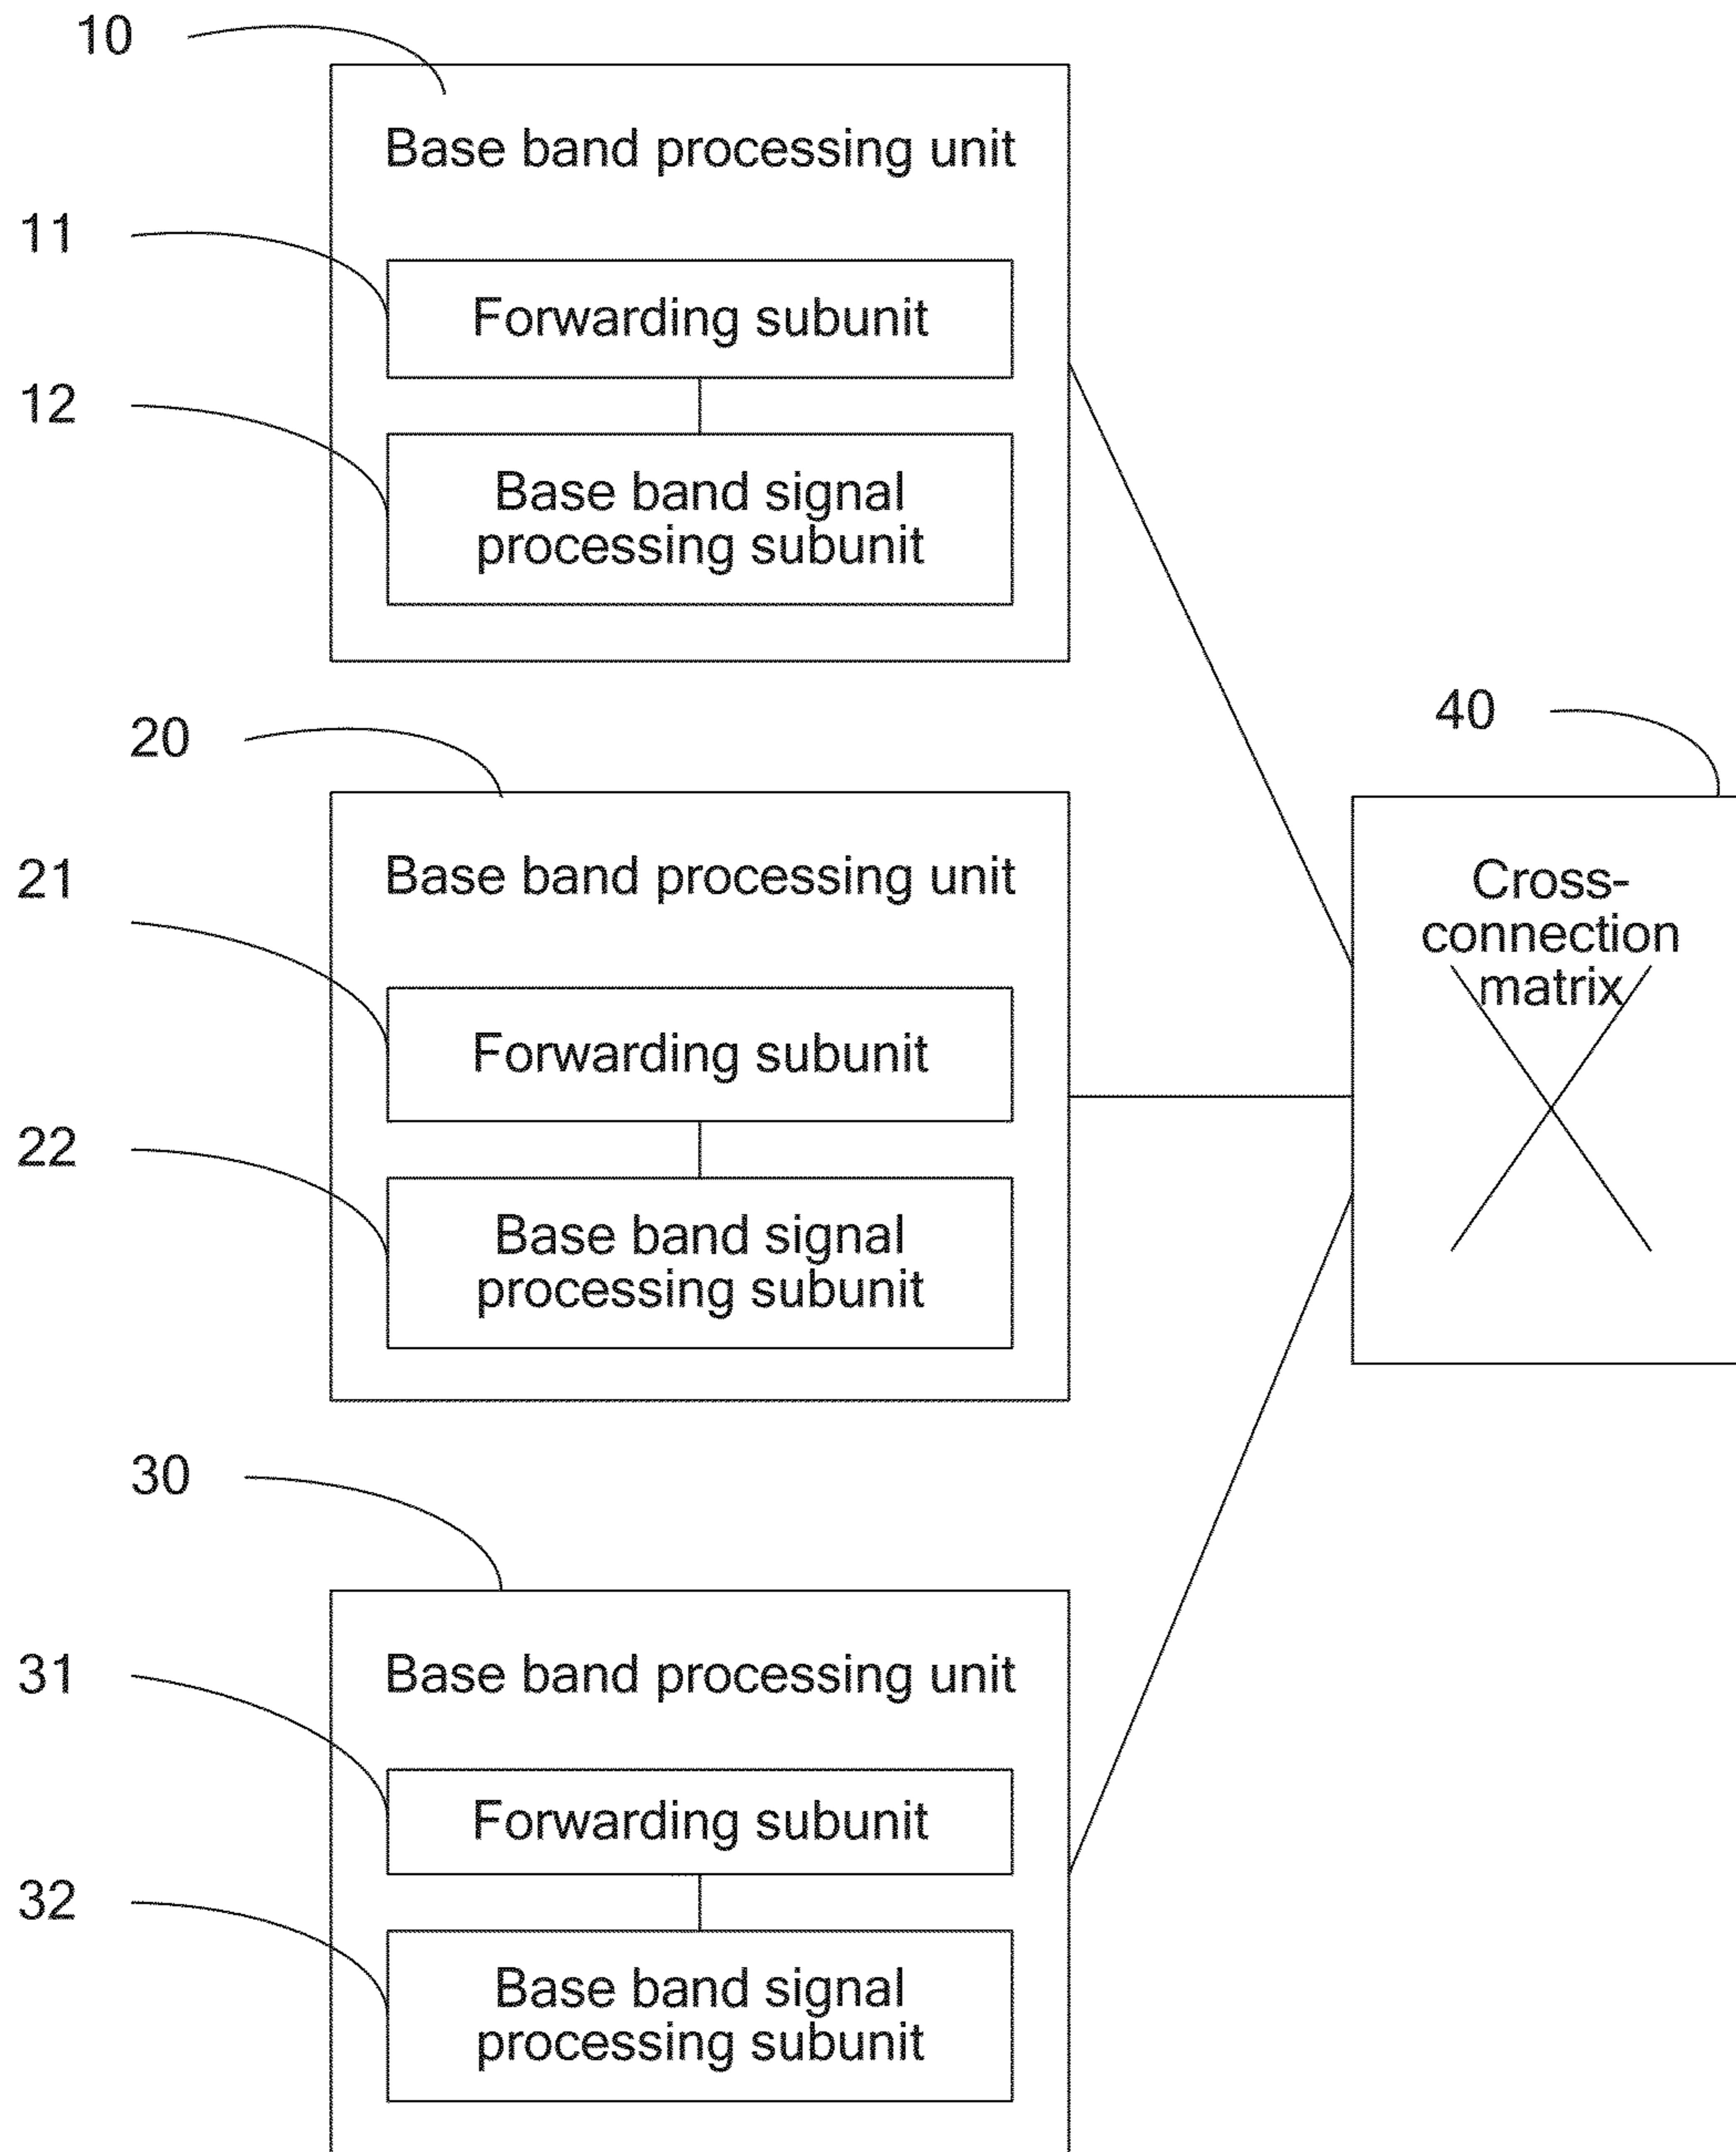 10
Base band processing unit
11
Forwarding subunit
12
Base band signal
processing subunit
20
40
Base band processing unit
21
Cross-
connection
matrix
Forwarding subunit
22
Base band signal
processing subunit
30
Base band processing unit
31
Forwarding subunit
32
Base band signal
processing subunit